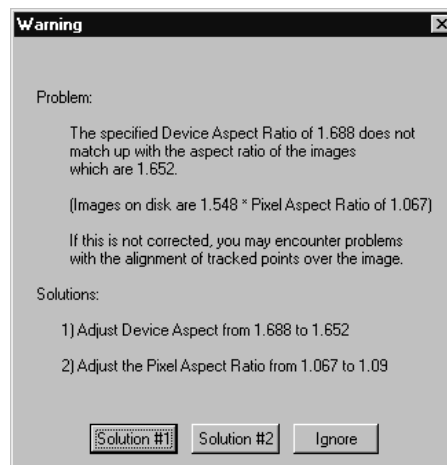 Warning
Problem:
The specified Device Aspect Ratio of 1.688 does not
match up with the aspect ratio of the images
which are 1.652.
(Images on disk are 1.548 * Pixel Aspect Ratio of 1.067)
If this is not corrected, you may encounter problems
with the alignment of tracked points over the image.
Solutions:
1) Adjust Device Aspect from 1.688 to 1.652
2) Adjust the Pixel Aspect Ratio from 1.067 to 1.09
Solution #1 Solution #2 Ignore